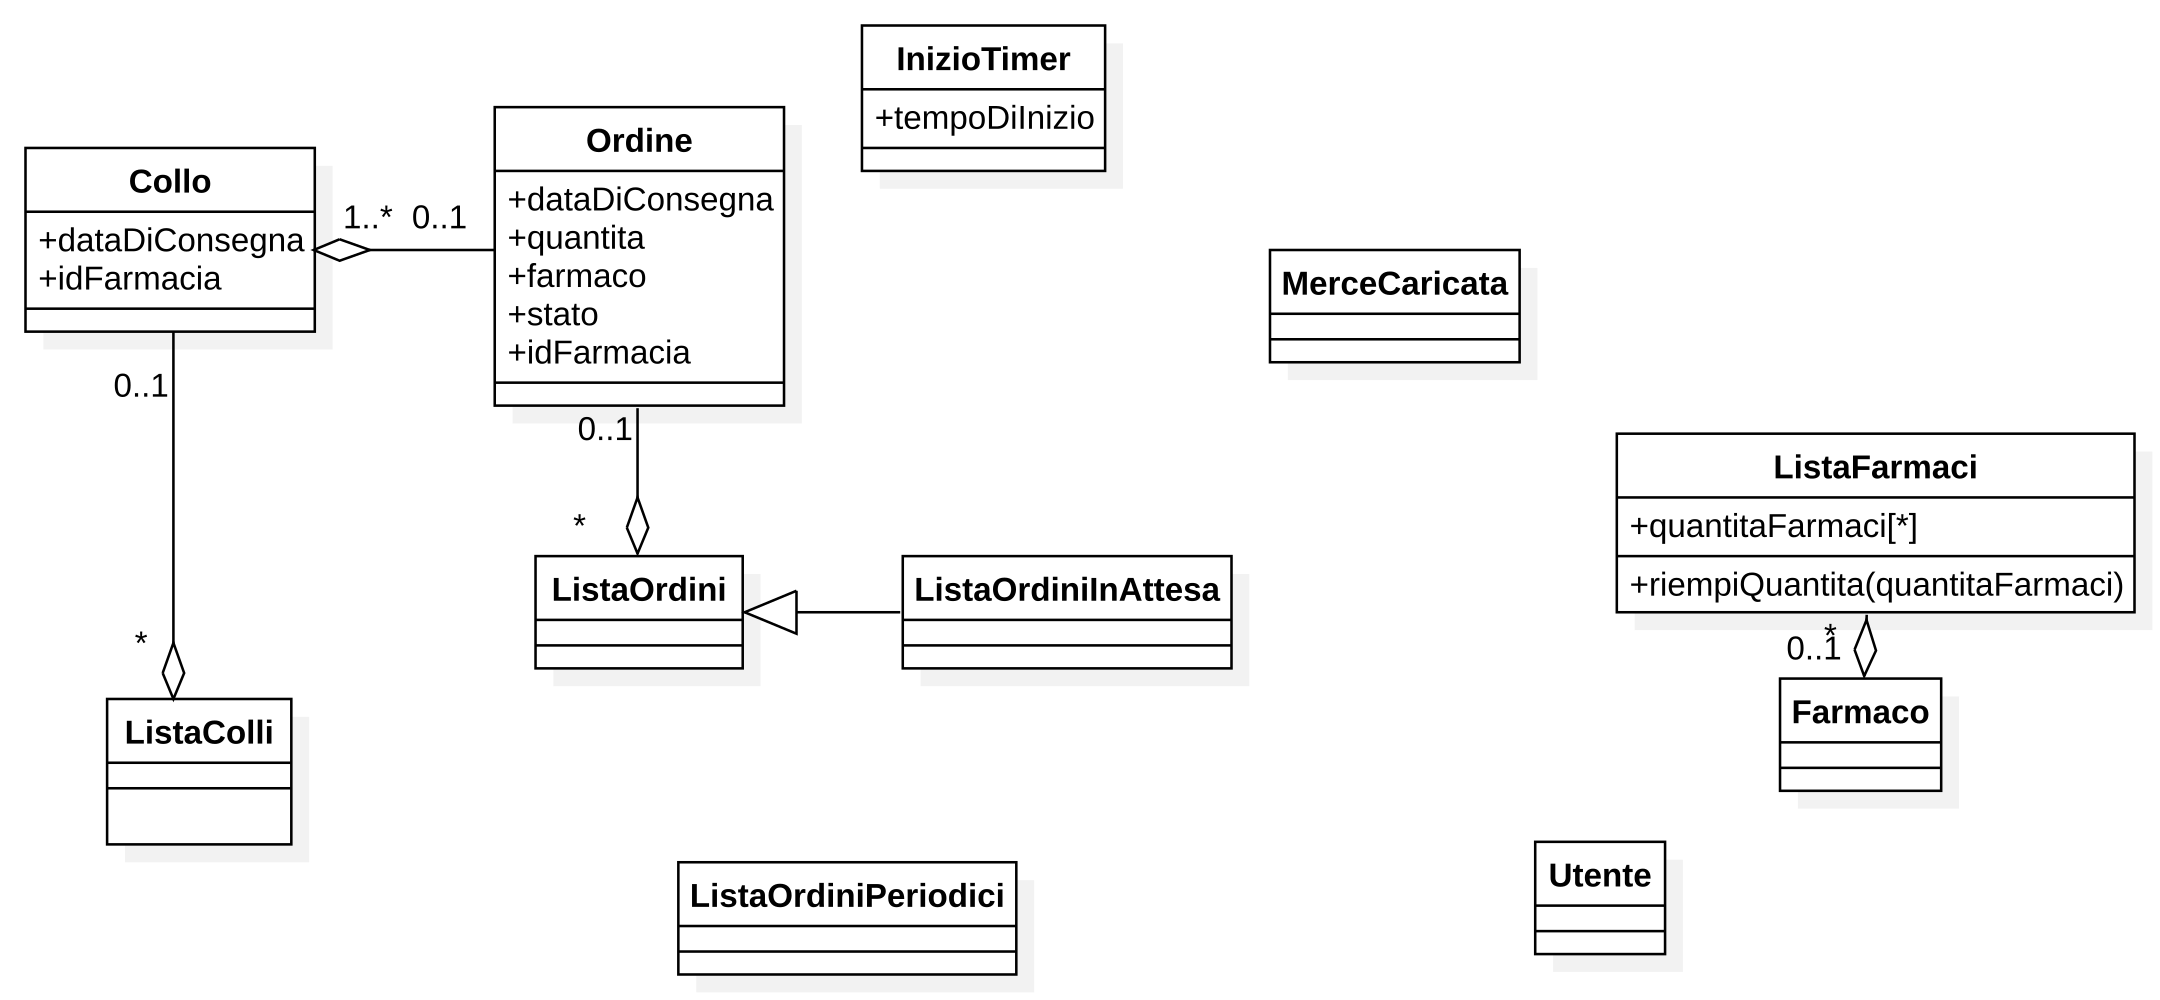 InizioTimer
+tempoDiInizio
Ordine
+dataDiConsegna
+quantita
+farmaco
+stato
+idFarmacia
Collo
+dataDiConsegna
+idFarmacia
1..* 0..1
MerceCaricata
0..1
0..1
*
ListaFarmaci
+quantitaFarmaci[*]
+riempiQuantita(quantitaFarmaci)
ListaOrdini
ListaOrdiniInAttesa
*
*
0..1
Farmaco
ListaColli
ListaOrdiniPeriodici
Utente